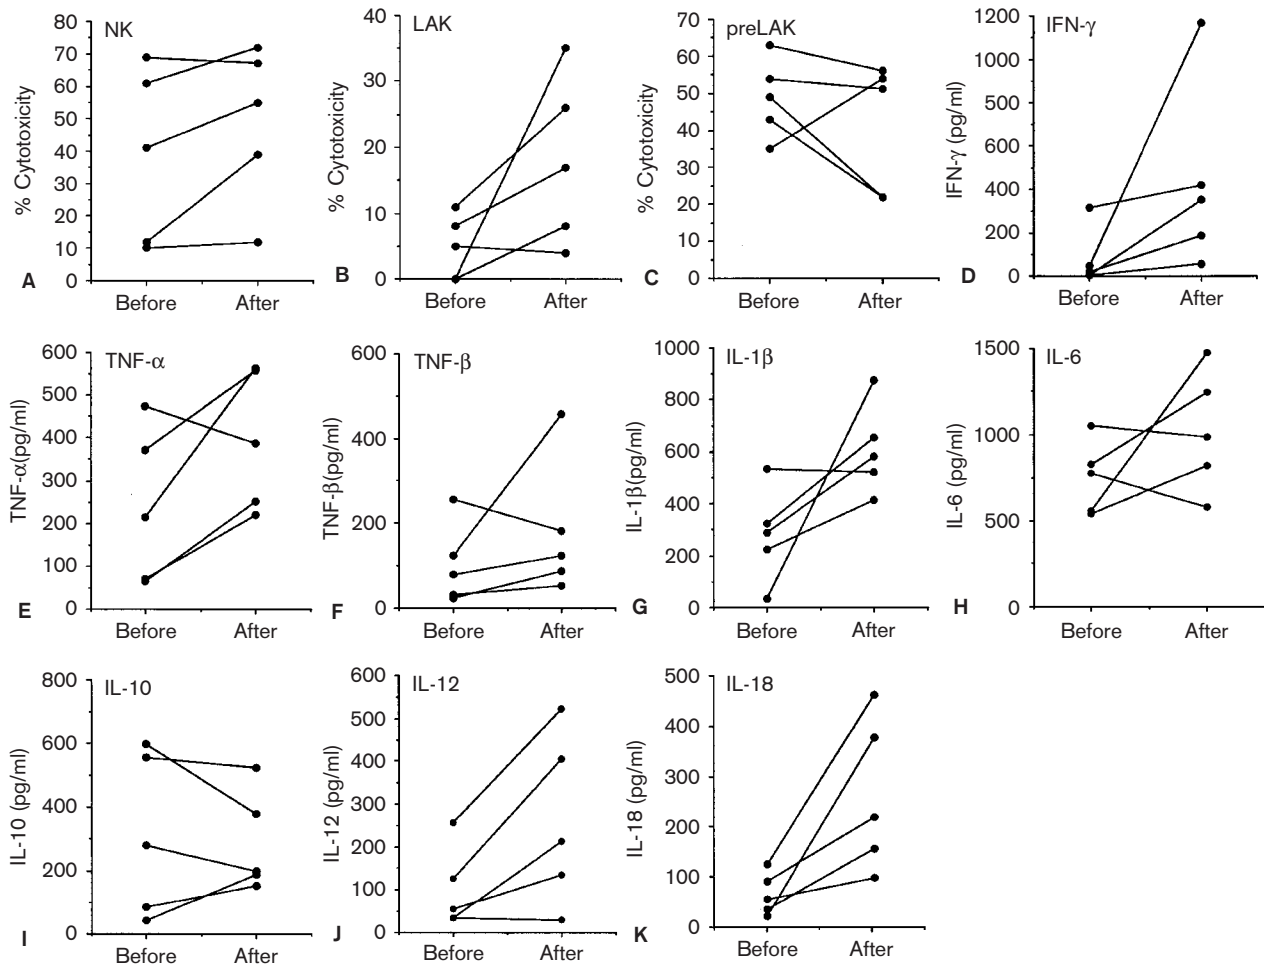 NK
% Cytotoxicity
80
70
60
50
40
30
20
10
0
A
Before After
LAK
% Cytotoxicity
40
30
20
10
0
B
Before After
preLAK
% Cytotoxicity
70
60
50
40
30
20
10
0
C
Before After
IFN-γ
IFN-γ (pg/ml)
1200
1000
500
600
400
200
0
D
Before After
TNF-α
TNF-α(pg/ml)
600
500
400
300
200
100
0
E
Before After
TNF-β
TNF-β(pg/ml)
600
400
200
0
F
Before After
IL-1β
IL-1β(pg/ml)
1000
800
600
400
200
0
G
Before After
IL-6
IL-6 (pg/ml)
1500
1000
500
0
H
Before After
IL-10
IL-10 (pg/ml)
800
600
400
200
0
I
Before After
IL-12
IL-12 (pg/ml)
600
500
400
300
200
100
50
0
J
Before After
IL-18
IL-18 (pg/ml)
500
400
300
200
100
0
K
Before After